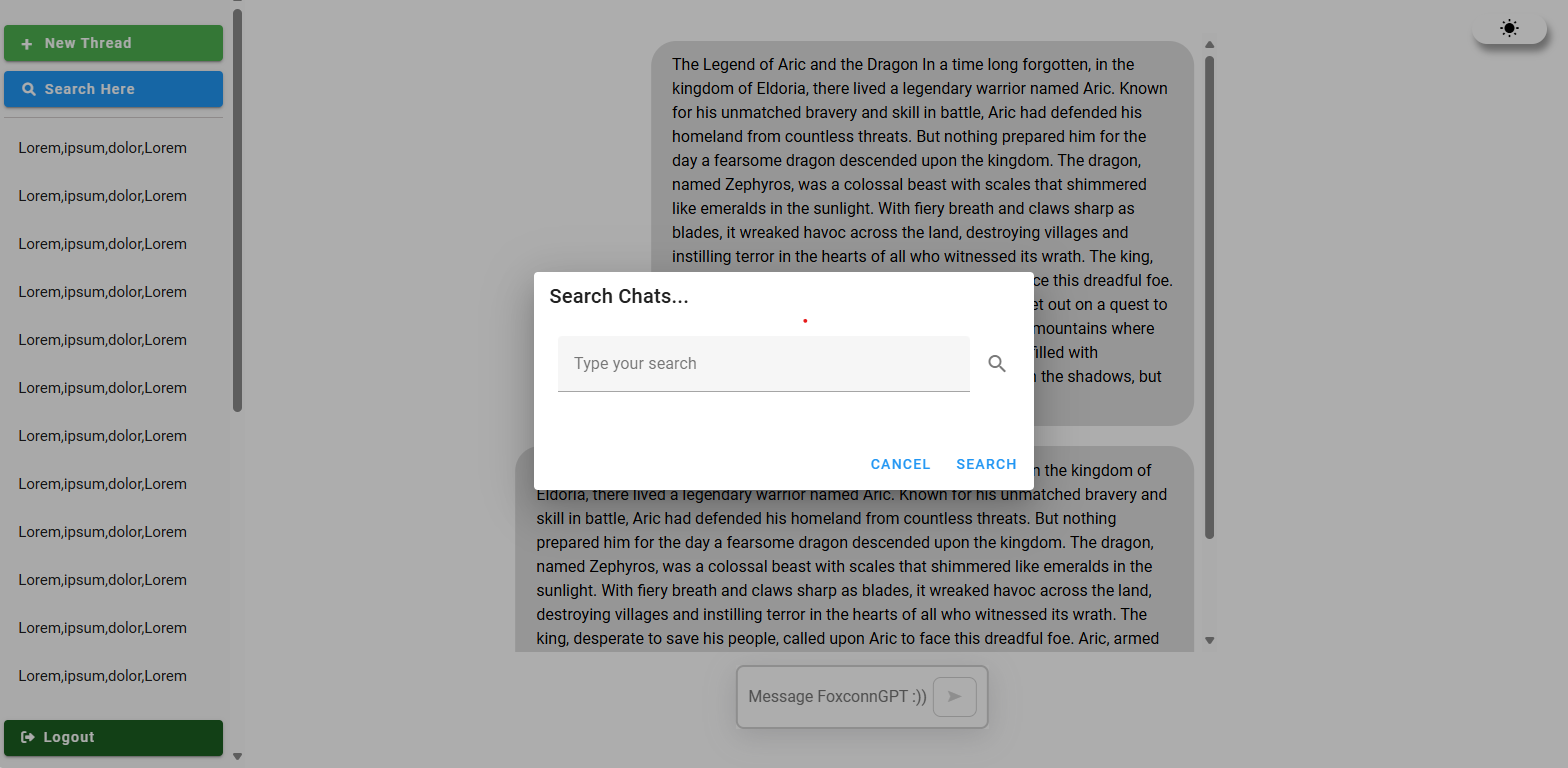 New Thread
Search Here
Lorem,ipsum,dolor,Lorem
Lorem,ipsum,dolor,Lorem
Lorem,ipsum,dolor,Lorem
Lorem,ipsum,dolor,Lorem
Lorem,ipsum,dolor,Lorem
Lorem,ipsum,dolor,Lorem
Lorem,ipsum,dolor,Lorem
Lorem,ipsum,dolor,Lorem
Lorem,ipsum,dolor,Lorem
Lorem,ipsum,dolor,Lorem
Lorem,ipsum,dolor,Lorem
Lorem,ipsum,dolor,Lorem
Logout
The Legend of Aric and the Dragon In a time long forgotten, in the
kingdom of Eldoria, there lived a legendary warrior named Aric. Known
for his unmatched bravery and skill in battle, Aric had defended his
homeland from countless threats. But nothing prepared him for the
day a fearsome dragon descended upon the kingdom. The dragon,
named Zephyros, was a colossal beast with scales that shimmered
like emeralds in the sunlight. With fiery breath and claws sharp as
blades, it wreaked havoc across the land, destroying villages and
instilling terror in the hearts of all who witnessed its wrath. The king,
this dreadful foe.
out on a quest to
mountains where
with
the shadows, but
Search Chats...
Type your search
CANCEL
SEARCH
the kingdom of
Eldoria, there lived a legendary warrior named Aric. Known for his unmatched bravery and
skill in battle, Aric had defended his homeland from countless threats. But nothing
prepared him for the day a fearsome dragon descended upon the kingdom. The dragon,
named Zephyros, was a colossal beast with scales that shimmered like emeralds in the
sunlight. With fiery breath and claws sharp as blades, it wreaked havoc across the land,
destroying villages and instilling terror in the hearts of all who witnessed its wrath. The
king, desperate to save his people, called upon Aric to face this dreadful foe. Aric, armed
Message FoxconnGPT :))